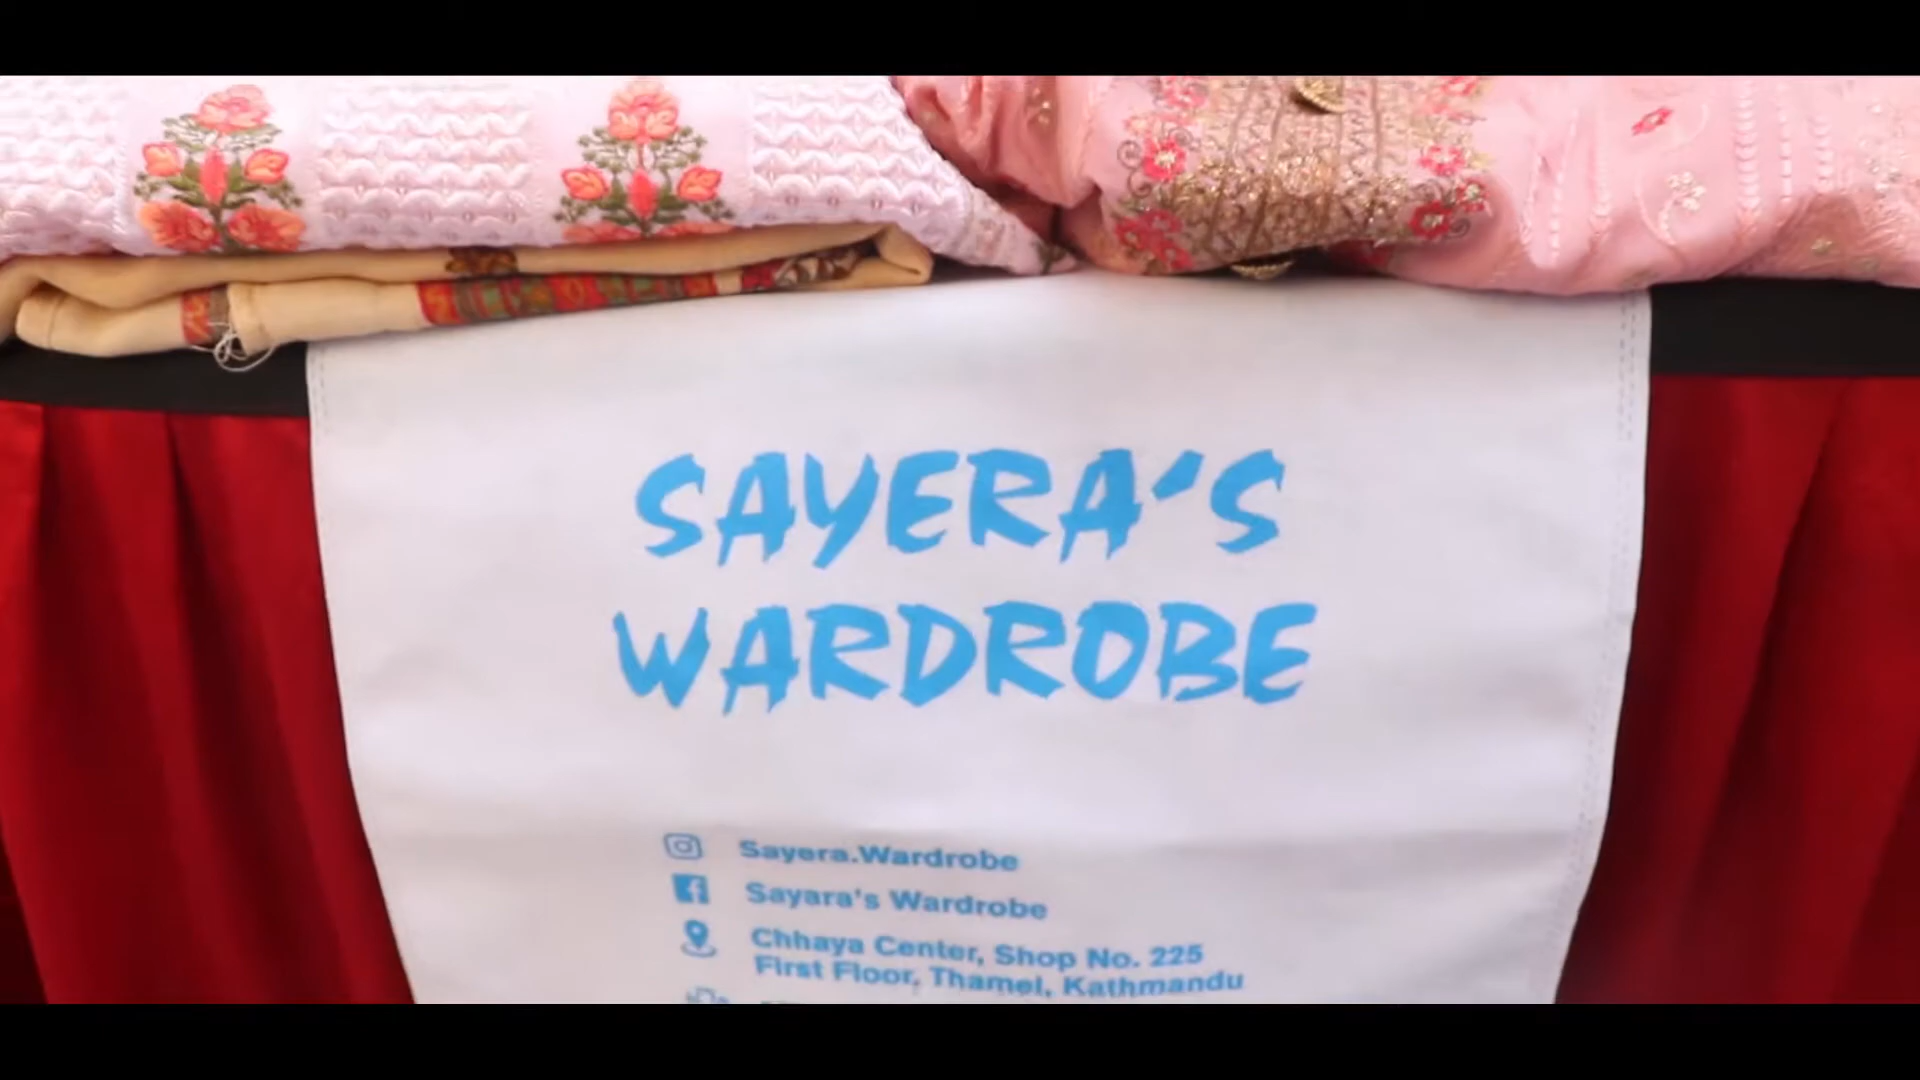 SAYERA'S
WARDROBE
Sayera.Wardrobe
Sayara's Wardrobe
Chhaya Center, Shop No. 225
First Floor, Thamel, Kathmandu